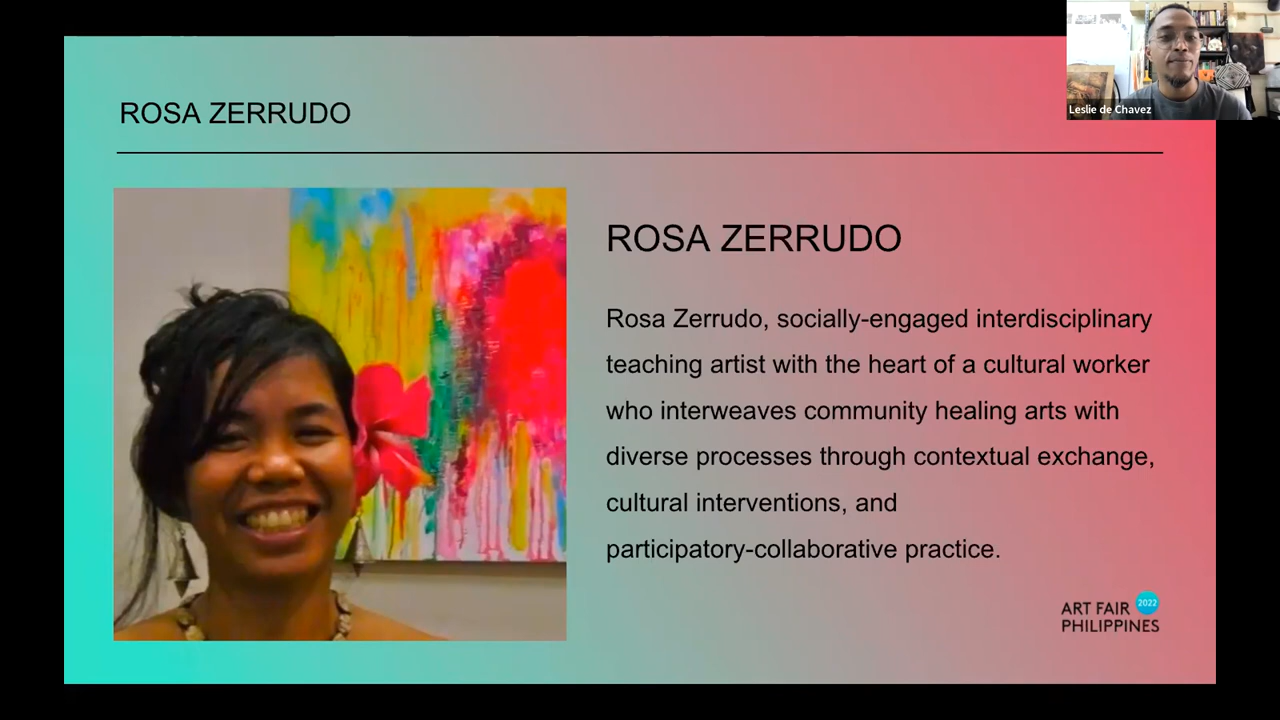 Leslie de Chavez
ROSA ZERRUDO
ROSA ZERRUDO
Rosa Zerrudo, socially-engaged interdisciplinary
teaching artist with the heart of a cultural worker
who interweaves community healing arts with
diverse processes through contextual exchange,
cultural interventions, and
participatory-collaborative practice.
ART FAIR 2022
PHILIPPINES